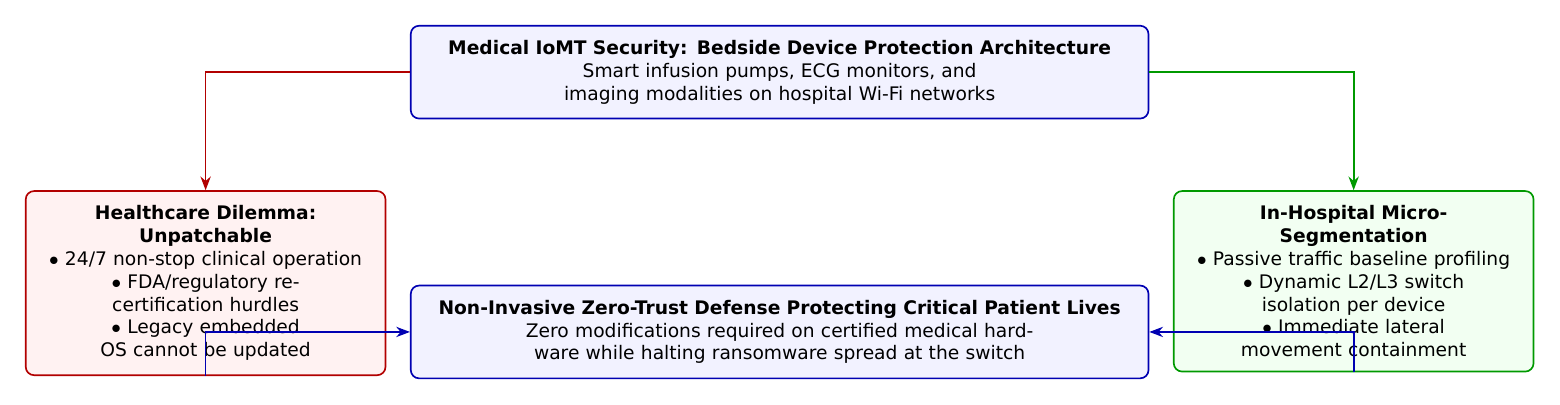 Medical IoMT Security: Bedside Device Protection Architecture
Smart infusion pumps, ECG monitors, and
imaging modalities on hospital Wi-Fi networks
Healthcare Dilemma:
Unpatchable
• 24/7 non-stop clinical operation
• FDA/regulatory re-
certification hurdles
• Legacy embedded
OS cannot be updated
Non-Invasive Zero-Trust Defense Protecting Critical Patient Lives
Zero modifications required on certified medical hard-
ware while halting ransomware spread at the switch
In-Hospital Micro-
Segmentation
• Passive traffic baseline profiling
• Dynamic L2/L3 switch
isolation per device
• Immediate lateral
movement containment